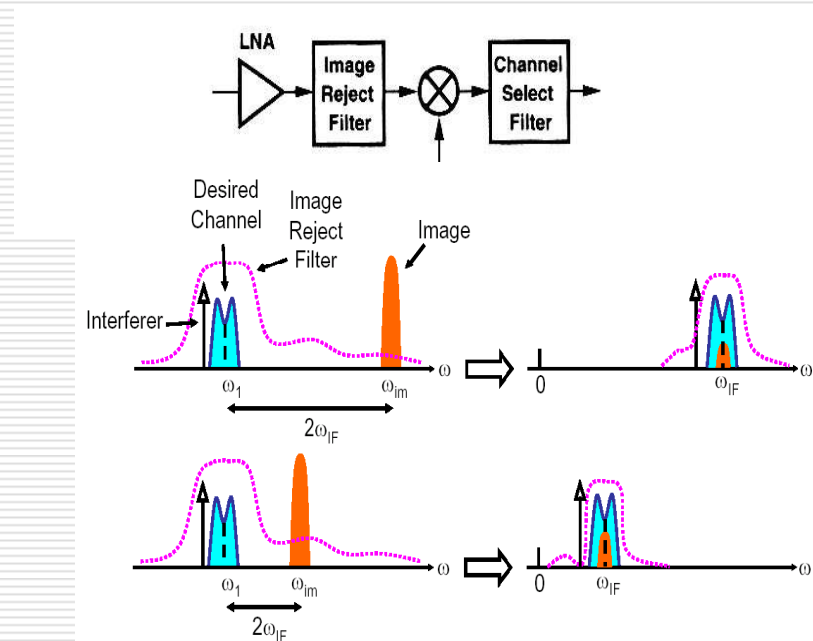 LNA
Image
Reject
Filter
Channel
Select
Filter
Desired
Channel
Image
Reject
Filter
Image
Interferer
ω₁
ωim
ω
2ωIF
0
ωIF
ω
ω₁
ωim
ω
2ωIF
0
ωIF
ω